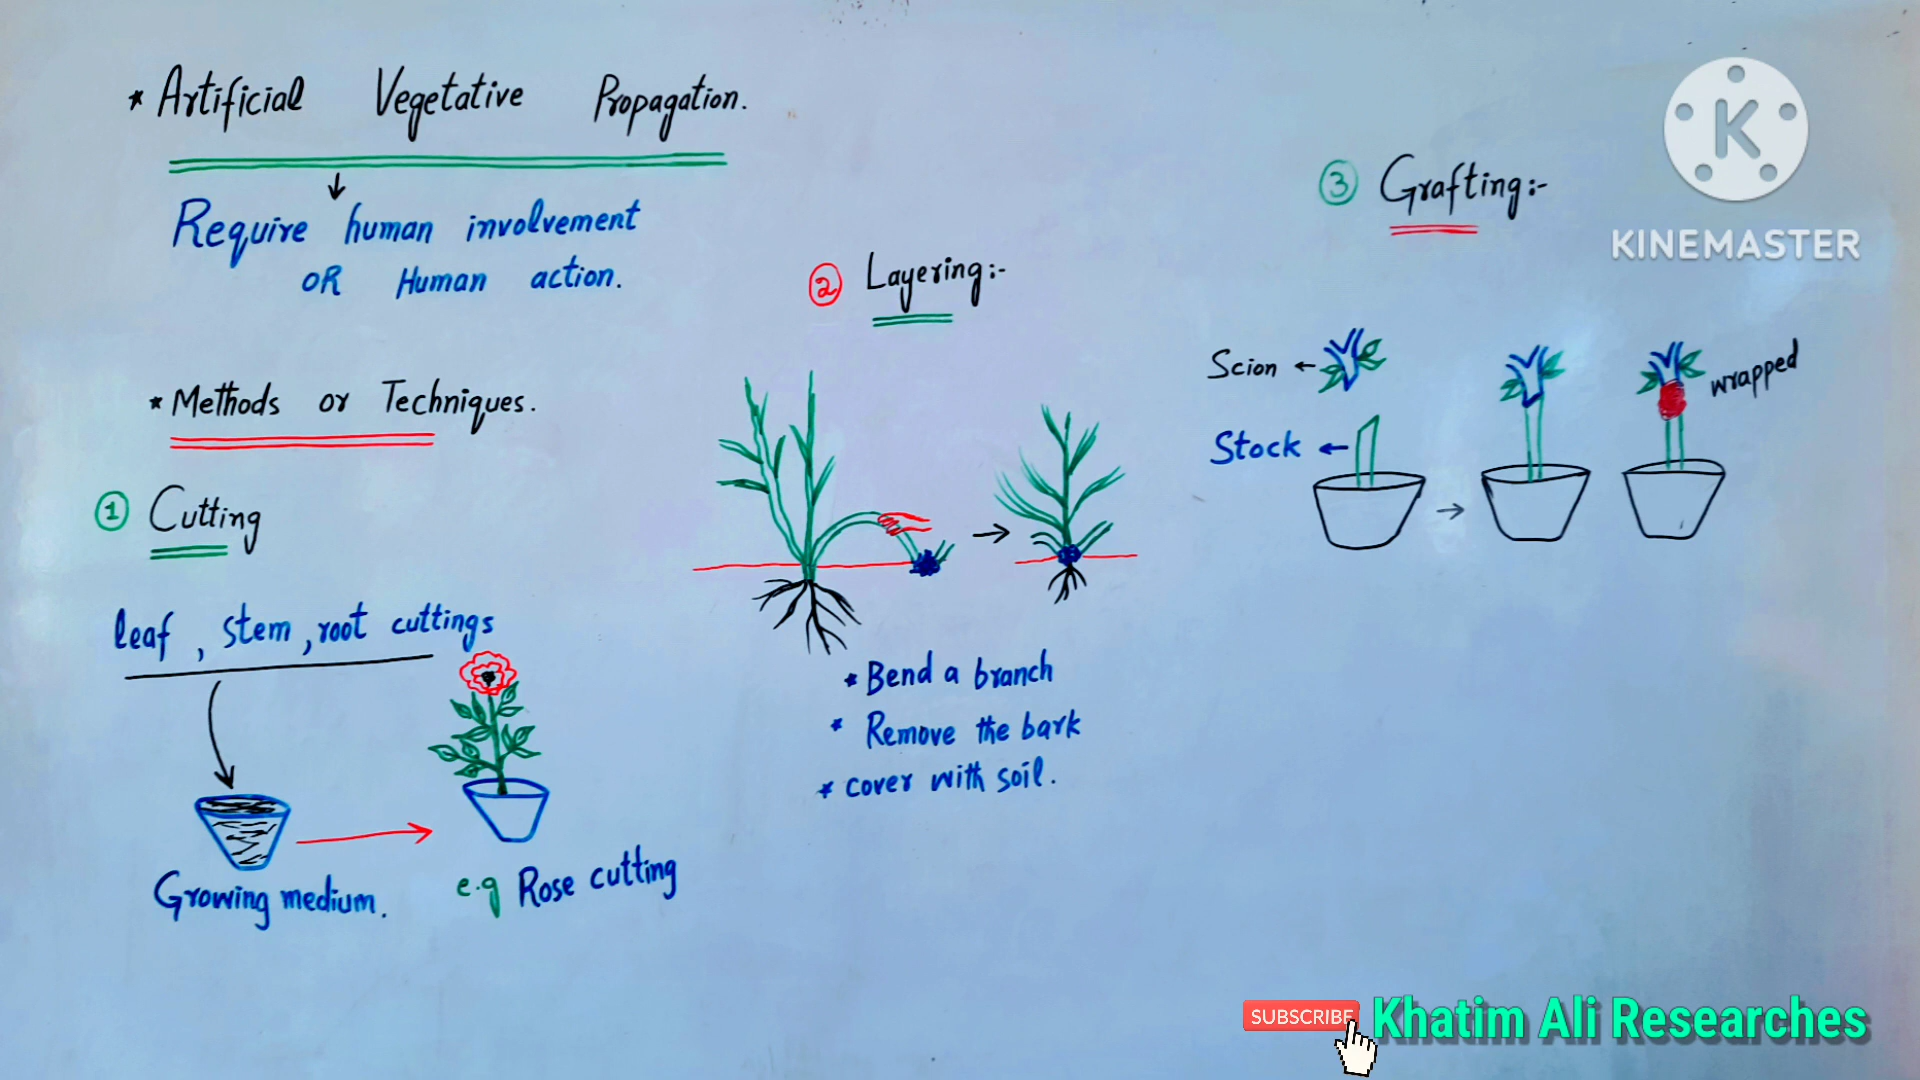 * Artificial Vegetative Propagation.
Require human involvement
OR Human action.
* Methods or Techniques.
1 Cutting
leaf, stem, root cuttings
Growing medium.
e.g Rose cutting
2 Layering:-
* Bend a branch
* Remove the bark
* cover with soil.
3 Grafting:-
Scion
Stock
wrapped
K
KINEMASTER
SUBSCRIBE
Khatim Ali Researches